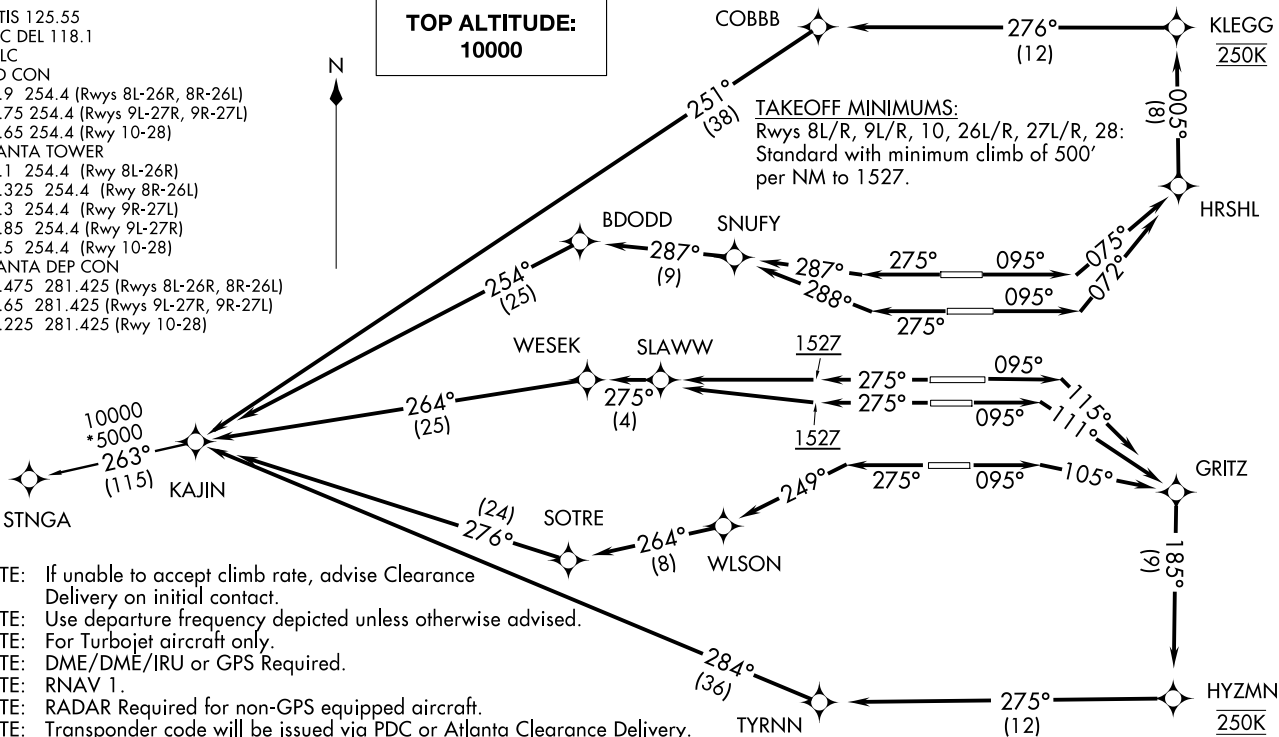 TIS 125.55
C DEL 118.1
LC
D CON
.9 254.4 (Rwys 8L-26R, 8R-26L)
.75 254.4 (Rwys 9L-27R, 9R-27L)
.65 254.4 (Rwy 10-28)
ANTA TOWER
.1 254.4 (Rwy 8L-26R)
.325 254.4 (Rwy 8R-26L)
.3 254.4 (Rwy 9R-27L)
.85 254.4 (Rwy 9L-27R)
.5 254.4 (Rwy 10-28)
ANTA DEP CON
.475 281.425 (Rwys 8L-26R, 8R-26L)
.65 281.425 (Rwys 9L-27R, 9R-27L)
.225 281.425 (Rwy 10-28)
TOP ALTITUDE:
10000
N
COBBB
276°
(12)
KLEGG
250K
251°
(38)
005°
(8)
TAKEOFF MINIMUMS:
Rwys 8L/R, 9L/R, 10, 26L/R, 27L/R, 28:
Standard with minimum climb of 500'
per NM to 1527.
HRSHL
BDODD
SNUFY
287°
(9)
287°
288°
275°
095°
075°
275°
095°
072°
254°
(25)
WESEK
SLAWW
1527
275°
095°
115°
264°
(25)
275°
(4)
1527
275°
095°
111°
10000
*5000
263°
(115)
STNGA
KAJIN
GRITZ
275°
095°
105°
249°
(24)
276°
SOTRE
264°
(8)
WLSON
185°
(9)
284°
(36)
TYRNN
275°
(12)
HYZMN
250K
TE: If unable to accept climb rate, advise Clearance
Delivery on initial contact.
TE: Use departure frequency depicted unless otherwise advised.
TE: For Turbojet aircraft only.
TE: DME/DME/IRU or GPS Required.
TE: RNAV 1.
TE: RADAR Required for non-GPS equipped aircraft.
TE: Transponder code will be issued via PDC or Atlanta Clearance Delivery.